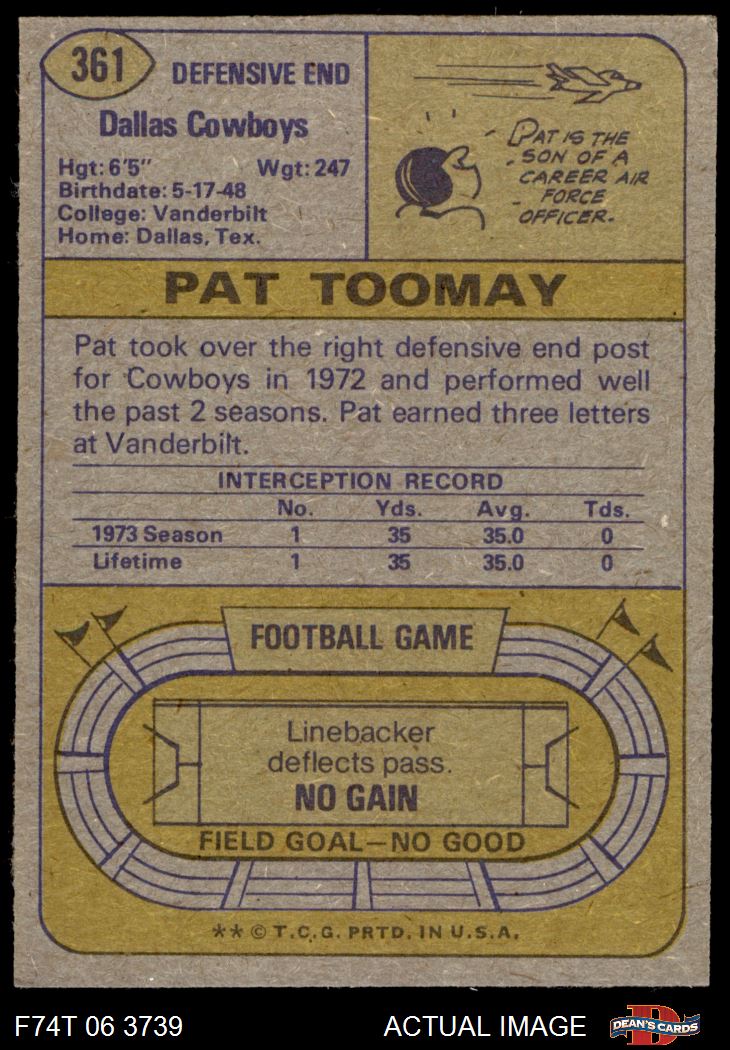 361
DEFENSIVE END
Dallas Cowboys
Hgt: 6'5" Wgt: 247
Birthdate: 5-17-48
College: Vanderbilt
Home: Dallas, Tex.
PAT IS THE
SON OF A
CAREER AIR
FORCE
OFFICER.
PAT TOOMAY
Pat took over the right defensive end post
for Cowboys in 1972 and performed well
the past 2 seasons. Pat earned three letters
at Vanderbilt.
INTERCEPTION RECORD
No. Yds. Avg. Tds.
1973 Season 1 35 35.0 0
Lifetime 1 35 35.0 0
FOOTBALL GAME
Linebacker
deflects pass.
NO GAIN
FIELD GOAL—NO GOOD
** © T.C.G. PRTD. IN U.S.A.
F74T 06 3739 ACTUAL IMAGE
DEAN'S CARDS